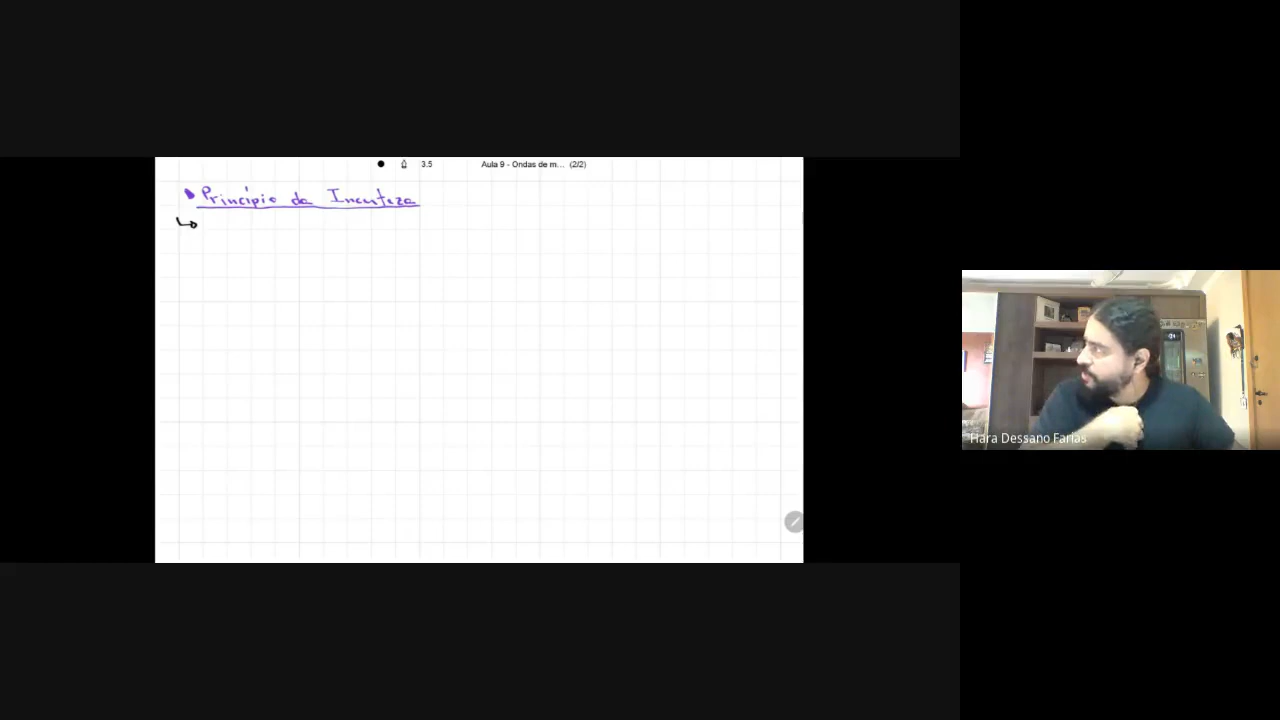 3.5 Aula 9 - Ondas de m... (2/2)
Princípio da Incerteza
Hara Dessano Farias